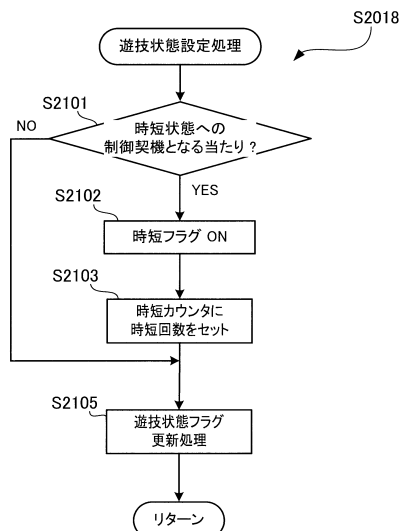 S2018
遊技状態設定処理
S2101
NO
時短状態への
制御契機となる当たり？
YES
S2102
時短フラグ ON
S2103
時短カウンタに
時短回数をセット
S2105
遊技状態フラグ
更新処理
リターン